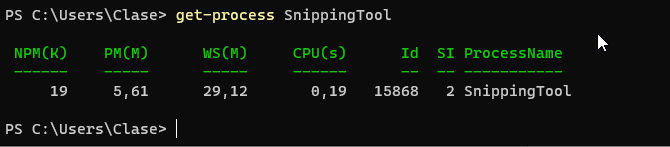 PS C:\Users\Clase> get-process SnippingTool
NPM(K) PM(M) WS(M) CPU(s) Id SI ProcessName
------ ----- ----- ------ -- -- -----------
19 5,61 29,12 0,19 15868 2 SnippingTool
PS C:\Users\Clase>